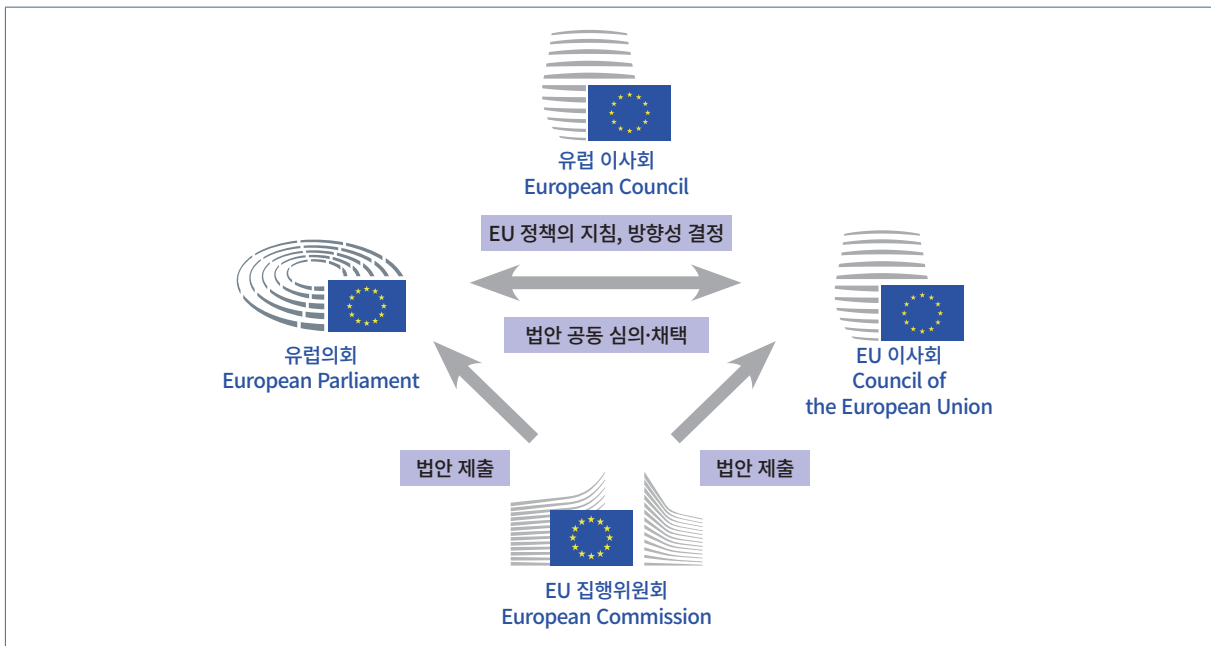 유럽 이사회
European Council
EU 정책의 지침, 방향성 결정
법안 공동 심의·채택
유럽의회
European Parliament
EU 이사회
Council of
the European Union
법안 제출
법안 제출
EU 집행위원회
European Commission